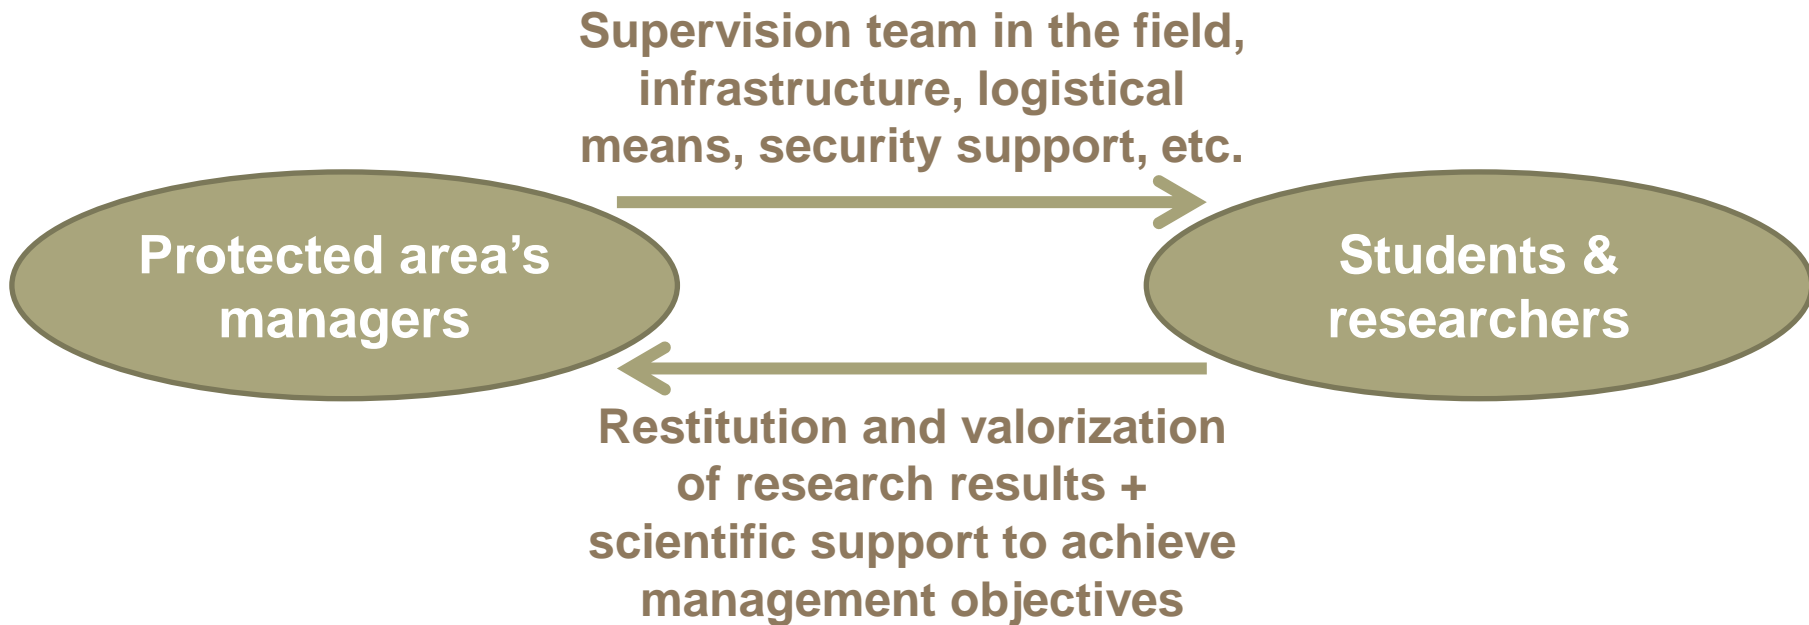 Supervision team in the field,
infrastructure, logistical
means, security support, etc.
Protected area’s
managers
Students &
researchers
Restitution and valorization
of research results +
scientific support to achieve
management objectives